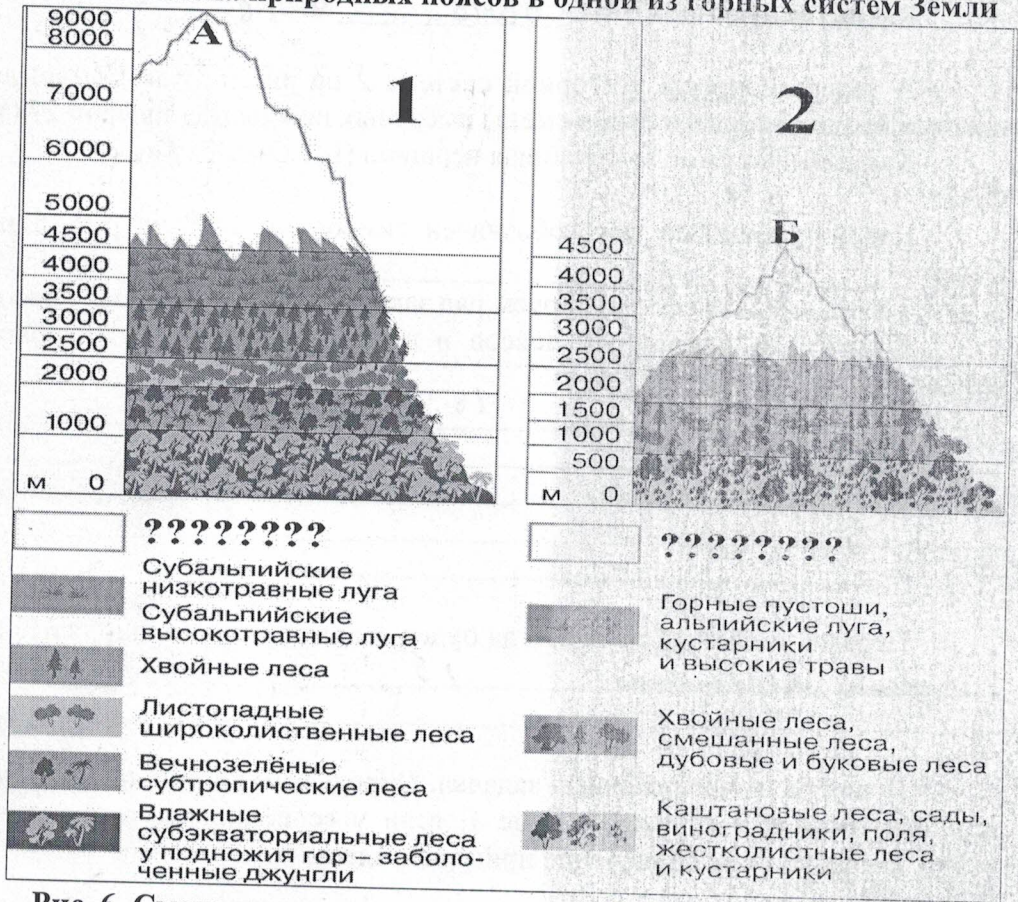 природных поясов в одной из горных систем Земли
9000
8000
7000
6000
5000
4500
4000
3500
3000
2500
2000
1000
м 0
А
1
????????
Субальпийские
низкотравные луга
Субальпийские
высокотравные луга
Хвойные леса
Листопадные
широколиственные леса
Вечнозелёные
субтропические леса
Влажные
субэкваториальные леса
у подножия гор – заболо-
ченные джунгли
2
Б
4500
4000
3500
3000
2500
2000
1500
1000
500
м 0
????????
Горные пустоши,
альпийские луга,
кустарники
и высокие травы
Хвойные леса,
смешанные леса,
дубовые и буковые леса
Каштановые леса, сады,
виноградники, поля,
жестколистные леса
и кустарники
Рис. 6.